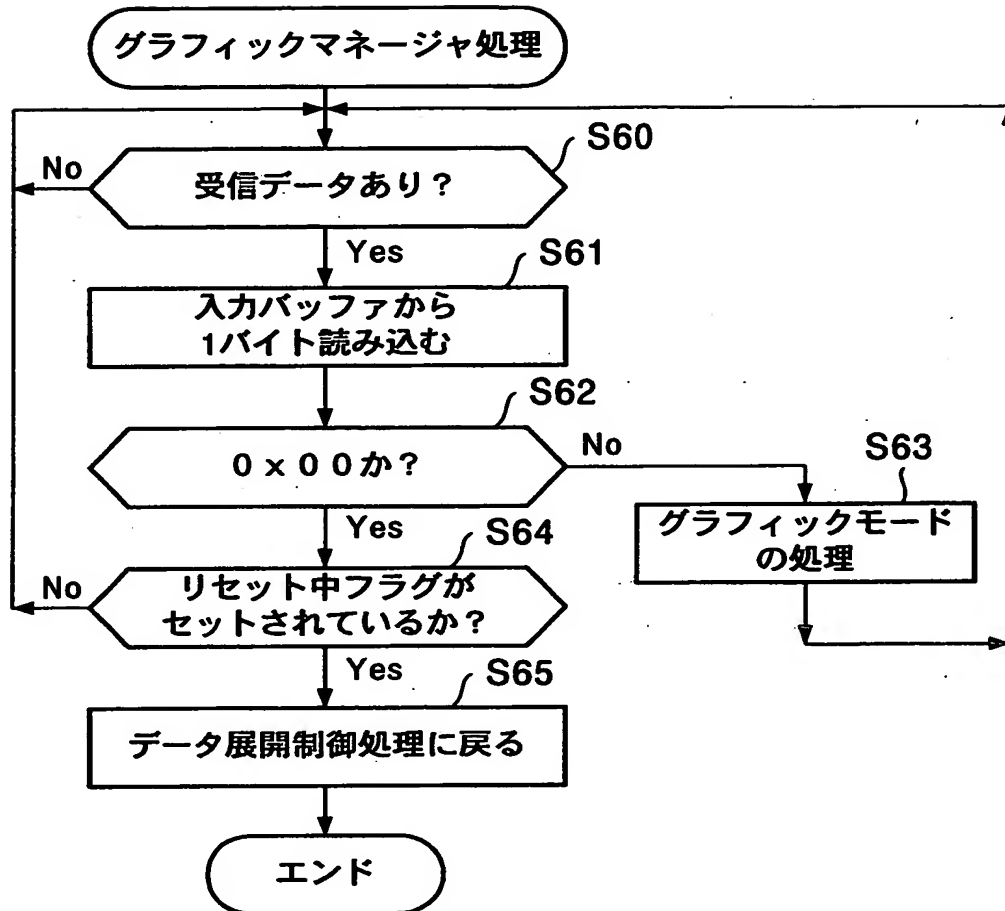 グラフィックマネージャ処理
S60
No
受信データあり？
Yes
S61
入力バッファから
1バイト読み込む
S62
0×00か？
No
S63
グラフィックモード
の処理
Yes
S64
No
リセット中フラグが
セットされているか？
Yes
S65
データ展開制御処理に戻る
エンド